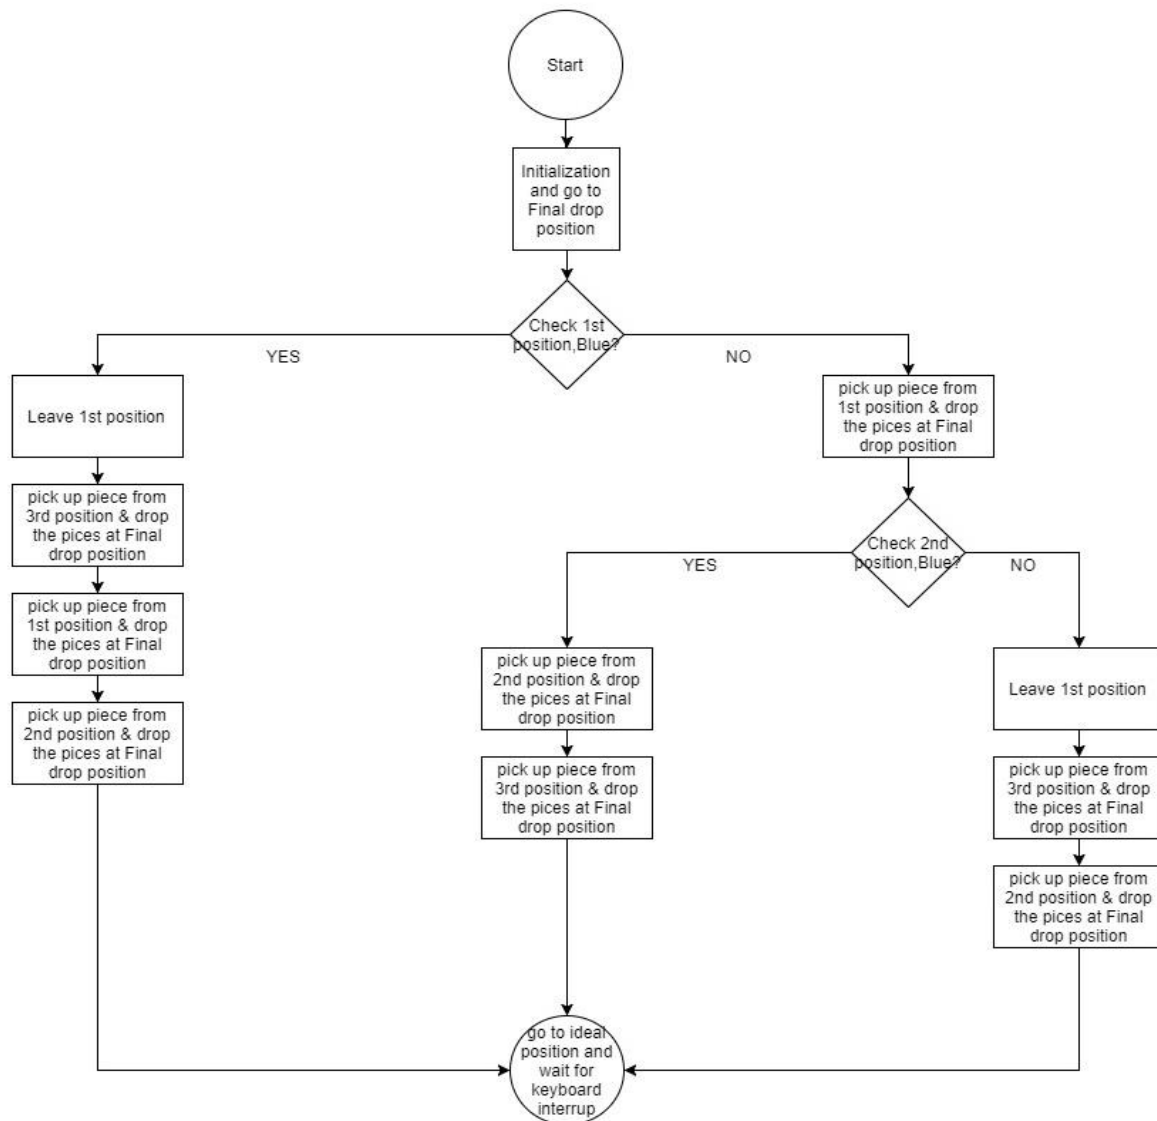 Start
Initialization
and go to
Final drop
position
Check 1st
position,Blue?
YES
NO
Leave 1st position
pick up piece from
1st position & drop
the pices at Final
drop position
pick up piece from
3rd position & drop
the pices at Final
drop position
Check 2nd
position,Blue?
YES
NO
pick up piece from
1st position & drop
the pices at Final
drop position
pick up piece from
2nd position & drop
the pices at Final
drop position
Leave 1st position
pick up piece from
2nd position & drop
the pices at Final
drop position
pick up piece from
3rd position & drop
the pices at Final
drop position
pick up piece from
3rd position & drop
the pices at Final
drop position
pick up piece from
2nd position & drop
the pices at Final
drop position
go to ideal
position and
wait for
keyboard
interrup